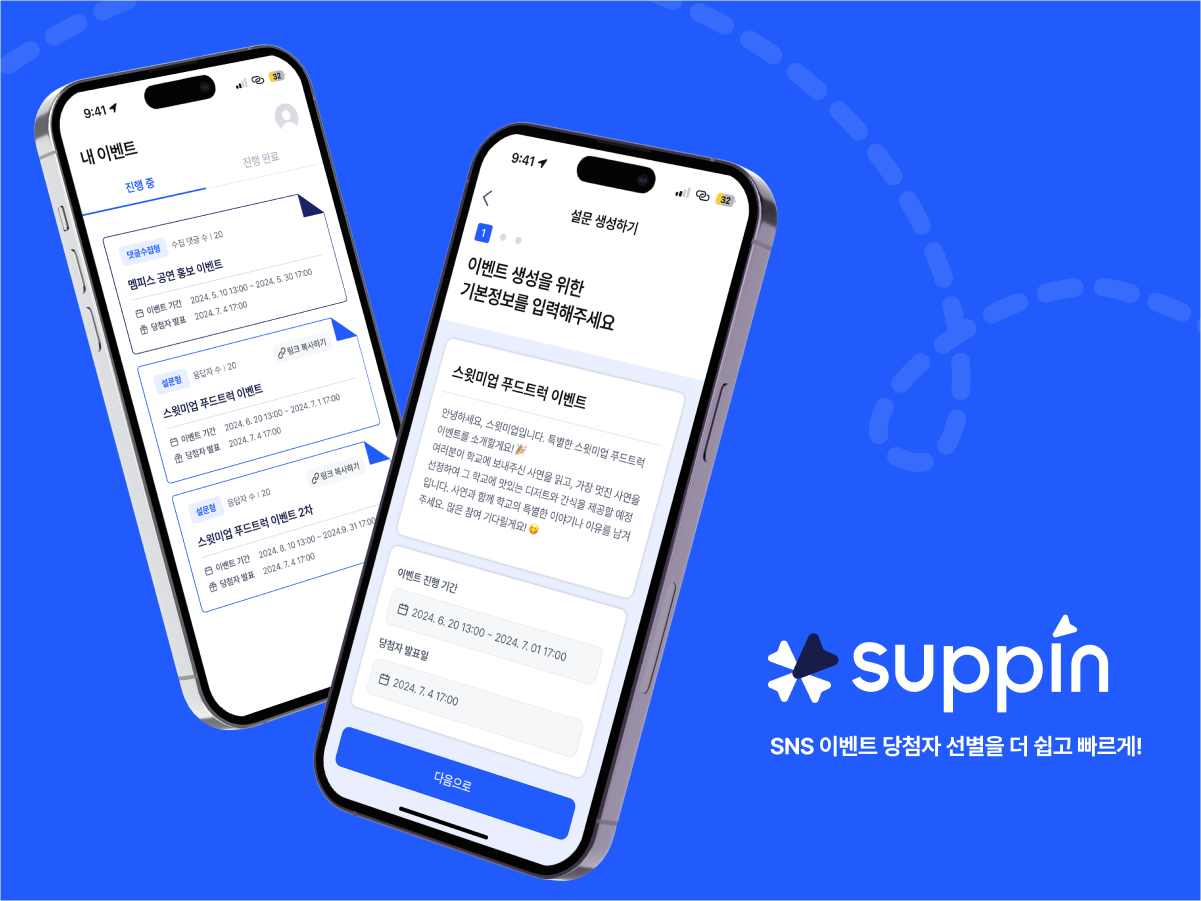 9:41
32
내 이벤트
진행 중
진행 완료
댓글수집형 수집 댓글 수 | 20
멤피스 공연 홍보 이벤트
이벤트 기간 2024. 5. 10 13:00 ~ 2024. 5. 30 17:00
당첨자 발표 2024. 7. 4 17:00
설문형 응답자 수 | 20 링크 복사하기
스윗미업 푸드트럭 이벤트
이벤트 기간 2024. 6. 20 13:00 ~ 2024. 7. 1 17:00
당첨자 발표 2024. 7. 4 17:00
설문형 응답자 수 | 20 링크 복사하기
스윗미업 푸드트럭 이벤트 2차
이벤트 기간 2024. 8. 10 13:00 ~ 2024.9. 31 17:00
당첨자 발표 2024. 7. 4 17:00
9:41
32
설문 생성하기
1
이벤트 생성을 위한
기본정보를 입력해주세요
스윗미업 푸드트럭 이벤트
안녕하세요, 스윗미업입니다. 특별한 스윗미업 푸드트럭
이벤트를 소개할게요! 🎉
여러분이 학교에 보내주신 사연을 읽고, 가장 멋진 사연을
선정하여 그 학교에 맛있는 디저트와 간식을 제공할 예정
입니다. 사연과 함께 학교의 특별한 이야기나 이유를 남겨
주세요. 많은 참여 기다릴게요! 😋
이벤트 진행 기간
2024. 6. 20 13:00 ~ 2024. 7. 01 17:00
당첨자 발표일
2024. 7. 4 17:00
다음으로
suppin
SNS 이벤트 당첨자 선별을 더 쉽고 빠르게!